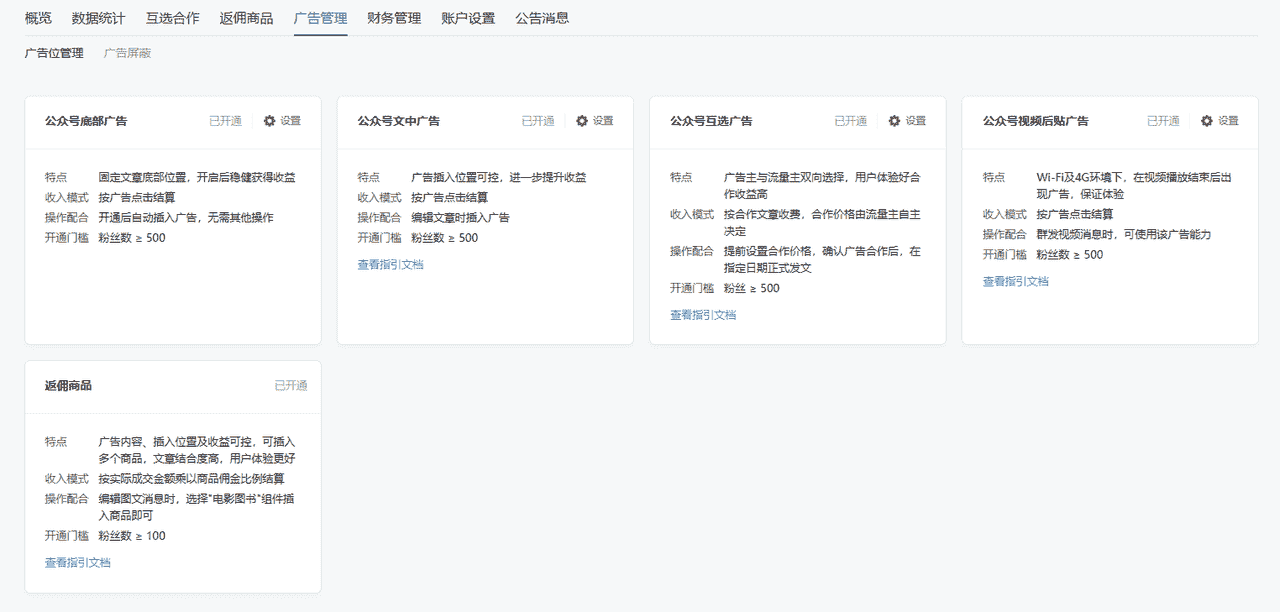 概览 数据统计 互选合作 返佣商品 广告管理 财务管理 账户设置 公告消息
广告位管理 广告屏蔽
公众号底部广告 已开通 设置
特点 固定文章底部位置，开启后稳健获得收益
收入模式 按广告点击结算
操作配合 开通后自动插入广告，无需其他操作
开通门槛 粉丝数 ≥ 500
公众号文中广告 已开通 设置
特点 广告插入位置可控，进一步提升收益
收入模式 按广告点击结算
操作配合 编辑文章时插入广告
开通门槛 粉丝数 ≥ 500
查看指引文档
公众号互选广告 已开通 设置
特点 广告主与流量主双向选择，用户体验好合
作收益高
收入模式 按合作文章收费，合作价格由流量主自主
决定
操作配合 提前设置合作价格，确认广告合作后，在
指定日期正式发文
开通门槛 粉丝 ≥ 500
查看指引文档
公众号视频后贴广告 已开通 设置
特点 Wi-Fi及4G环境下，在视频播放结束后出
现广告，保证体验
收入模式 按广告点击结算
操作配合 群发视频消息时，可使用该广告能力
开通门槛 粉丝数 ≥ 500
查看指引文档
返佣商品 已开通
特点 广告内容、插入位置及收益可控，可插入
多个商品，文章结合度高，用户体验更好
收入模式 按实际成交金额乘以商品佣金比例结算
操作配合 编辑图文消息时，选择"电影图书"组件插
入商品即可
开通门槛 粉丝数 ≥ 100
查看指引文档